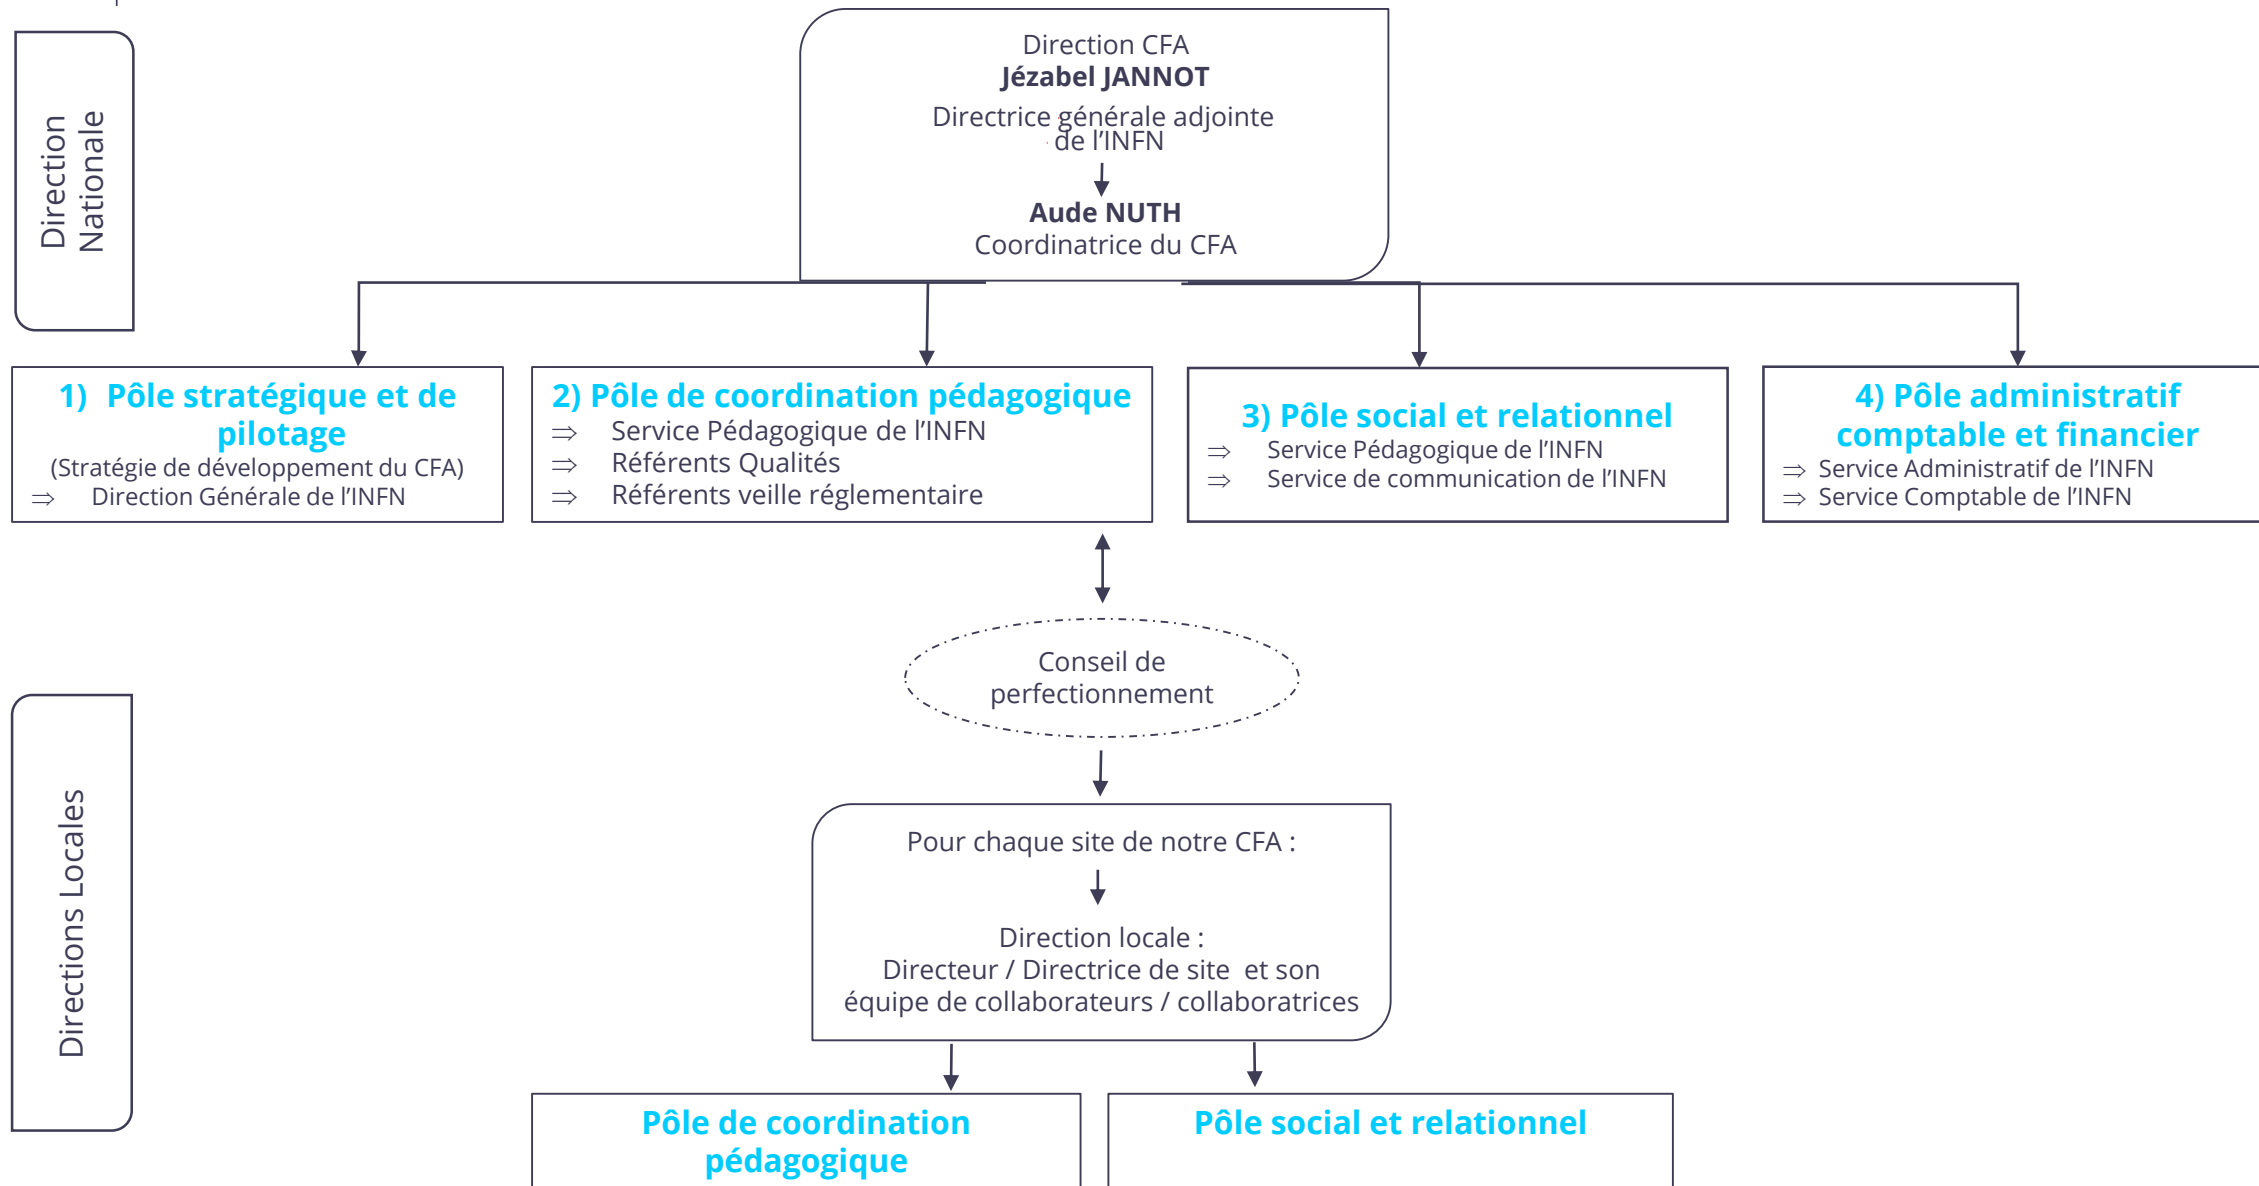 Direction
Nationale
Direction CFA
Jézabel JANNOT
Directrice générale adjointe
de l’INFN
Aude NUTH
Coordinatrice du CFA
1) Pôle stratégique et de
pilotage
(Stratégie de développement du CFA)
⇒ Direction Générale de l’INFN
2) Pôle de coordination pédagogique
⇒ Service Pédagogique de l’INFN
⇒ Référents Qualités
⇒ Référents veille réglementaire
3) Pôle social et relationnel
⇒ Service Pédagogique de l’INFN
⇒ Service de communication de l’INFN
4) Pôle administratif
comptable et financier
⇒ Service Administratif de l’INFN
⇒ Service Comptable de l’INFN
Conseil de
perfectionnement
Directions Locales
Pour chaque site de notre CFA :
Direction locale :
Directeur / Directrice de site et son
équipe de collaborateurs / collaboratrices
Pôle de coordination
pédagogique
Pôle social et relationnel